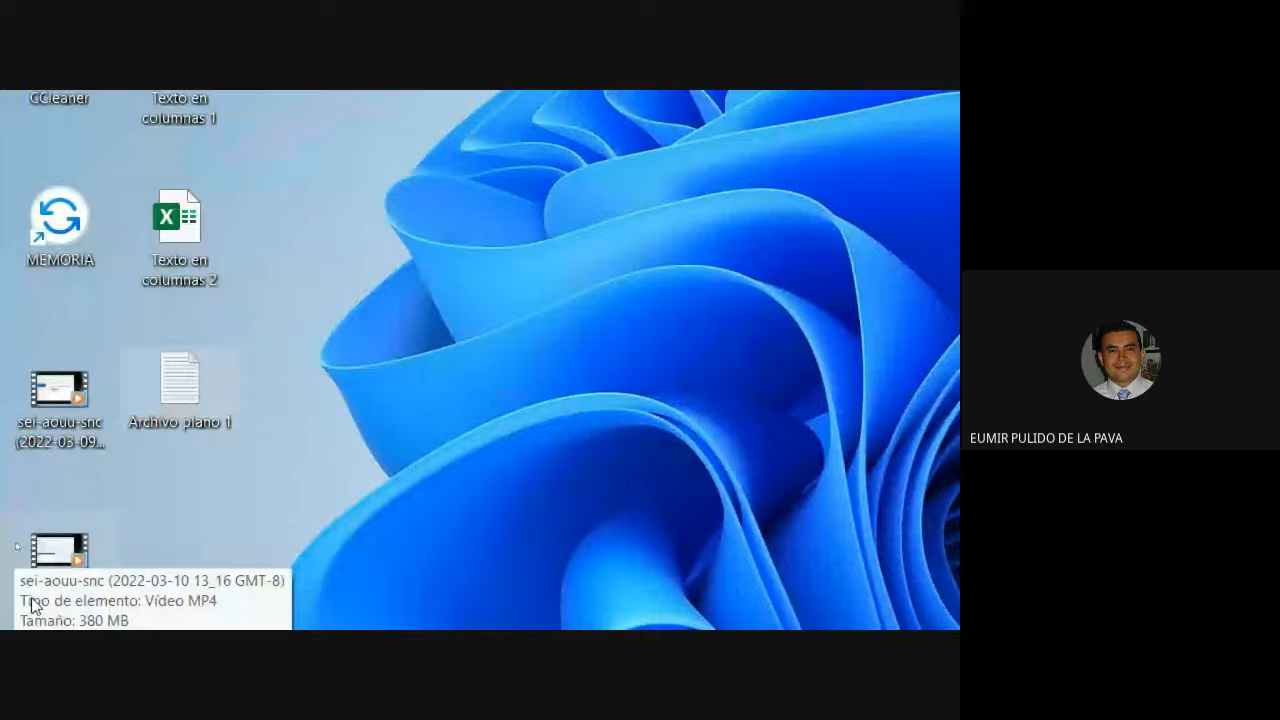 CCleaner
Texto en
columnas 1
MEMORIA
Texto en
columnas 2
sei-aouu-snc
(2022-03-09...
Archivo plano 1
sei-aouu-snc (2022-03-10 13_16 GMT-8)
Tipo de elemento: Vídeo MP4
Tamaño: 380 MB
EUMIR PULIDO DE LA PAVA